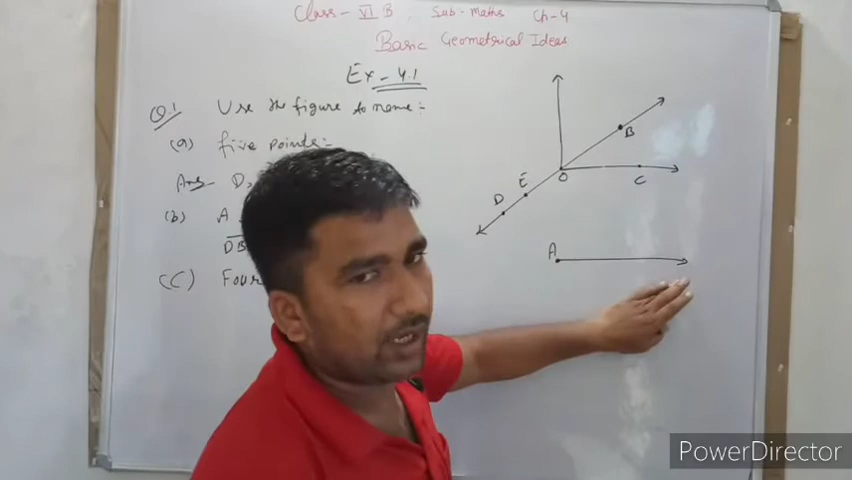 Class - VI B, Sub - Maths Ch-4
Basic Geometrical Ideas
Ex - 4.1
Q.1 Use the figure to name :-
(a) five points :-
Ans - D,
(b) A
DB
(C) Four
B
O
C
E
D
A
PowerDirector